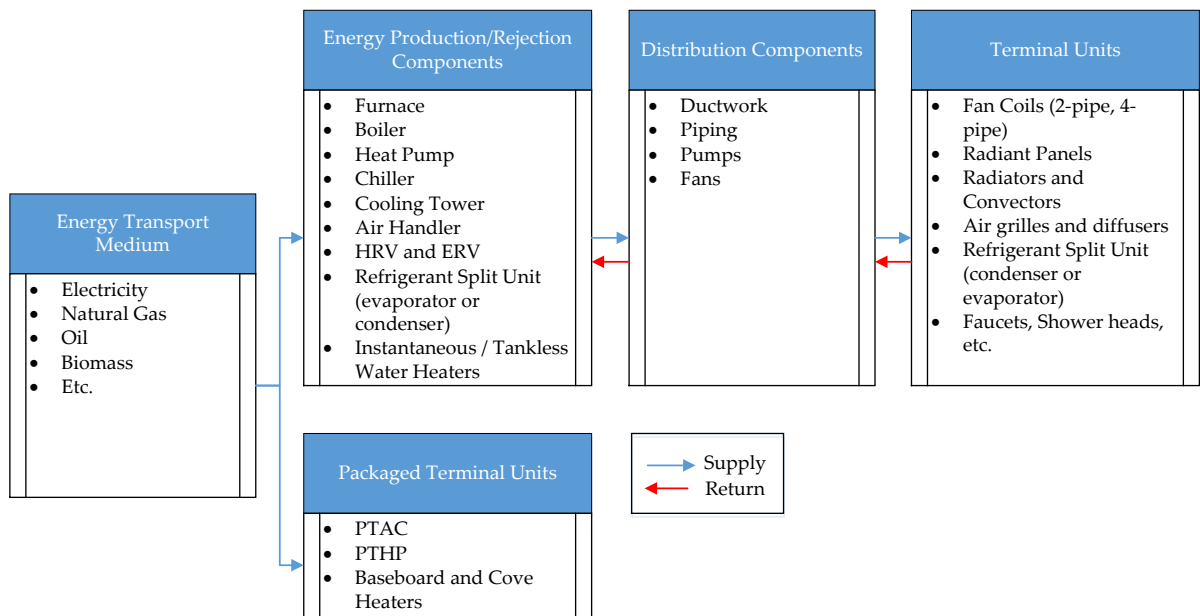 Energy Transport
Medium
• Electricity
• Natural Gas
• Oil
• Biomass
• Etc.
Energy Production/Rejection
Components
• Furnace
• Boiler
• Heat Pump
• Chiller
• Cooling Tower
• Air Handler
• HRV and ERV
• Refrigerant Split Unit
(evaporator or
condenser)
• Instantaneous / Tankless
Water Heaters
Distribution Components
• Ductwork
• Piping
• Pumps
• Fans
Terminal Units
• Fan Coils (2-pipe, 4-
pipe)
• Radiant Panels
• Radiators and
Convectors
• Air grilles and diffusers
• Refrigerant Split Unit
(condenser or
evaporator)
• Faucets, Shower heads,
etc.
Packaged Terminal Units
• PTAC
• PTHP
• Baseboard and Cove
Heaters
Supply
Return